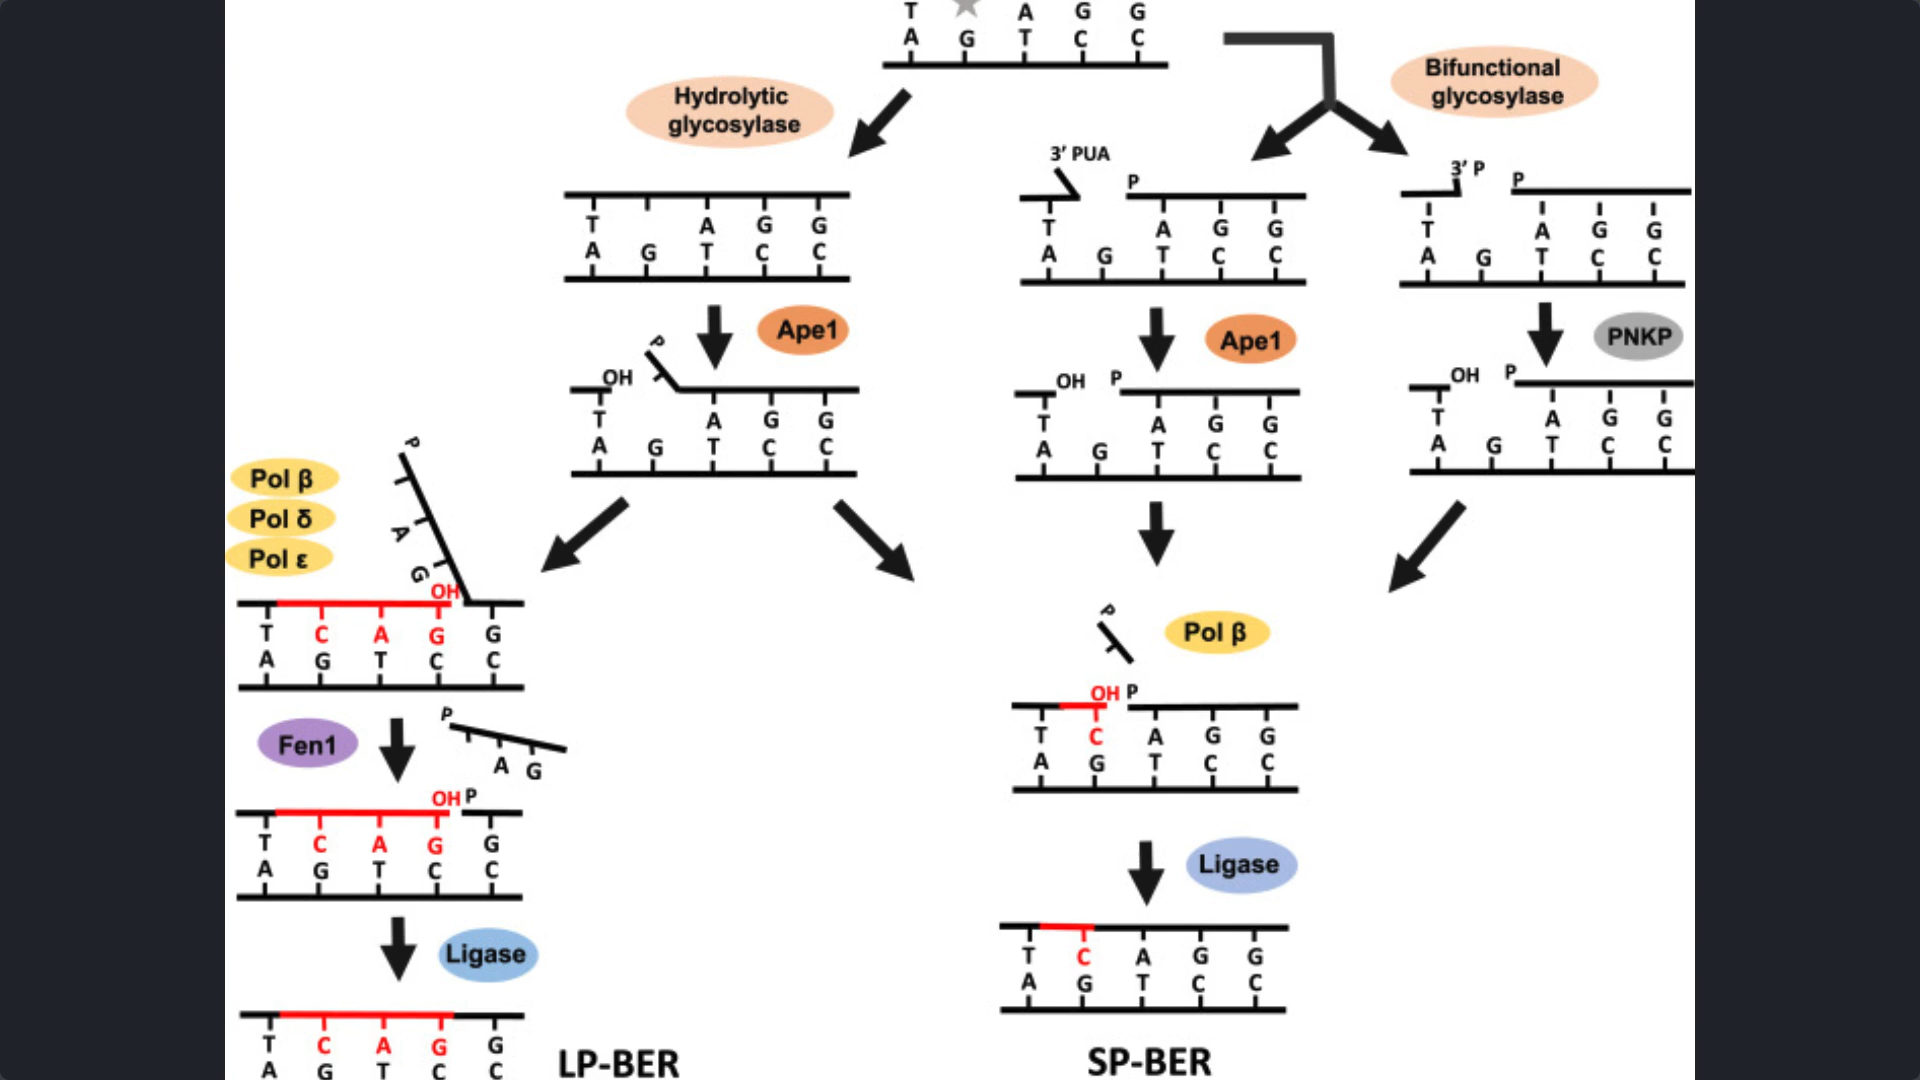 T A G G
A G T C C
Hydrolytic
glycosylase
Bifunctional
glycosylase
3’ PUA
P
3’ P
P
T A G G
A G T C C
T A G G
A G T C C
T A G G
A G T C C
Ape1
Ape1
PNKP
P
OH
OH P
OH P
T A G G
A G T C C
T A G G
A G T C C
T A G G
A G T C C
Pol β
Pol δ
Pol ε
P
A
G
OH
T C A G G
A G T C C
P
Pol β
OH P
T C A G G
A G T C C
Fen1
P
A G
OH P
T C A G G
A G T C C
Ligase
T C A G G
A G T C C
Ligase
T C A G G
A G T C C
LP-BER
SP-BER